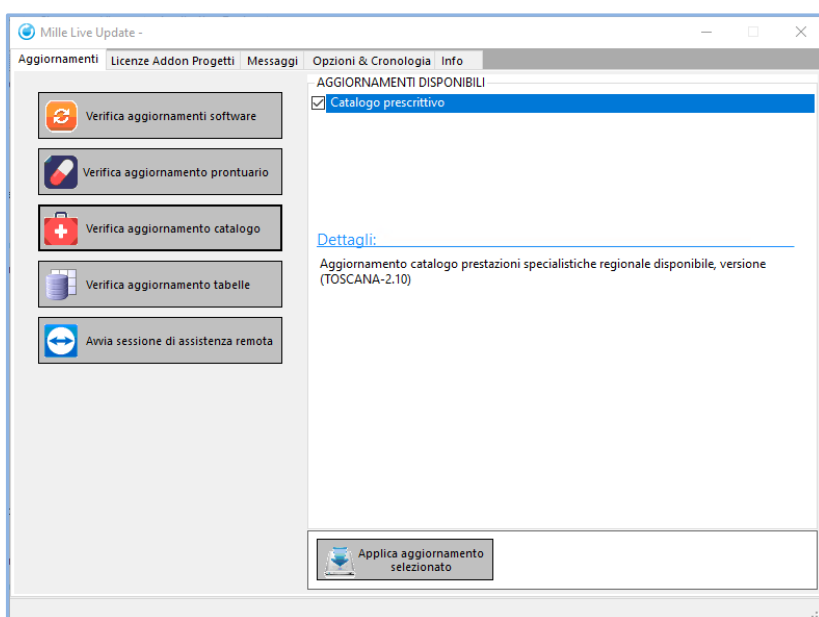 Mille Live Update -
Aggiornamenti
Licenze Addon Progetti
Messaggi
Opzioni & Cronologia
Info
Verifica aggiornamenti software
Verifica aggiornamento prontuario
Verifica aggiornamento catalogo
Verifica aggiornamento tabelle
Avvia sessione di assistenza remota
AGGIORNAMENTI DISPONIBILI
Catalogo prescrittivo
Dettagli:
Aggiornamento catalogo prestazioni specialistiche regionale disponibile, versione
(TOSCANA-2.10)
Applica aggiornamento
selezionato